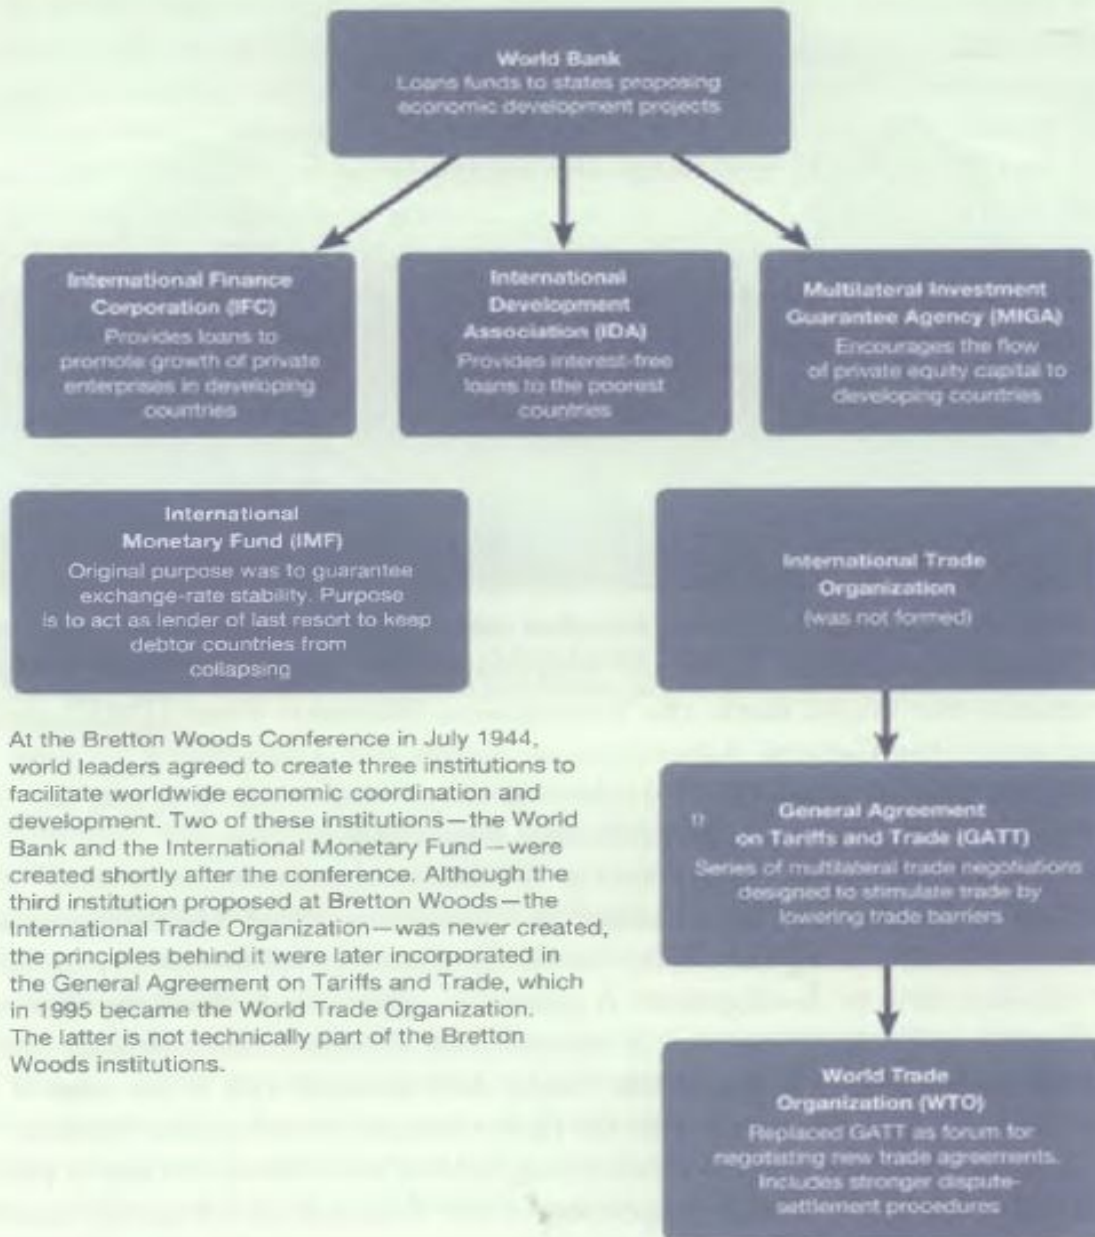 World Bank
Loans funds to states proposing
economic development projects
International Finance
Corporation (IFC)
Provides loans to
promote growth of private
enterprises in developing
countries
International
Development
Association (IDA)
Provides interest-free
loans to the poorest
countries
Multilateral Investment
Guarantee Agency (MIGA)
Encourages the flow
of private equity capital to
developing countries
International
Monetary Fund (IMF)
Original purpose was to guarantee
exchange-rate stability. Purpose
is to act as lender of last resort to keep
debtor countries from
collapsing
International Trade
Organization
(was not formed)
At the Bretton Woods Conference in July 1944,
world leaders agreed to create three institutions to
facilitate worldwide economic coordination and
development. Two of these institutions—the World
Bank and the International Monetary Fund—were
created shortly after the conference. Although the
third institution proposed at Bretton Woods—the
International Trade Organization—was never created,
the principles behind it were later incorporated in
the General Agreement on Tariffs and Trade, which
in 1995 became the World Trade Organization.
The latter is not technically part of the Bretton
Woods institutions.
General Agreement
on Tariffs and Trade (GATT)
Series of multilateral trade negotiations
designed to stimulate trade by
lowering trade barriers
World Trade
Organization (WTO)
Replaced GATT as forum for
negotiating new trade agreements.
Includes stronger dispute-
settlement procedures